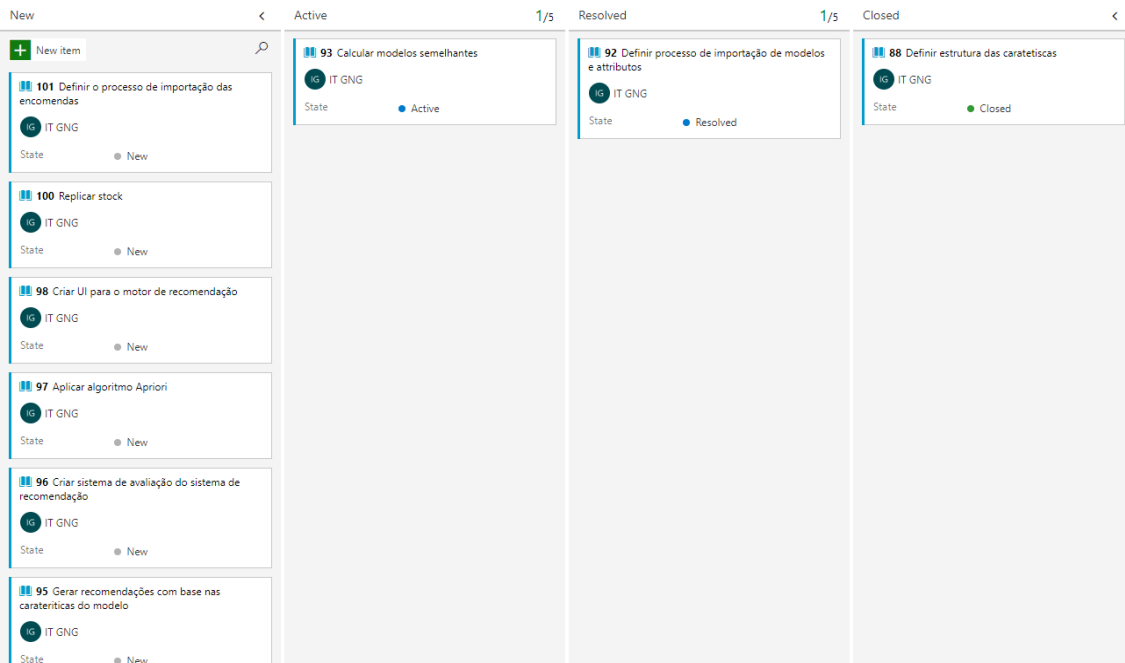 New
New item
101 Definir o processo de importação das
encomendas
IG IT GNG
State New
100 Replicar stock
IG IT GNG
State New
98 Criar UI para o motor de recomendação
IG IT GNG
State New
97 Aplicar algoritmo Apriori
IG IT GNG
State New
96 Criar sistema de avaliação do sistema de
recomendação
IG IT GNG
State New
95 Gerar recomendações com base nas
carateriticas do modelo
IG IT GNG
State New
Active 1/5
93 Calcular modelos semelhantes
IG IT GNG
State Active
Resolved 1/5
92 Definir processo de importação de modelos
e attributos
IG IT GNG
State Resolved
Closed
88 Definir estrutura das caratetiscas
IG IT GNG
State Closed